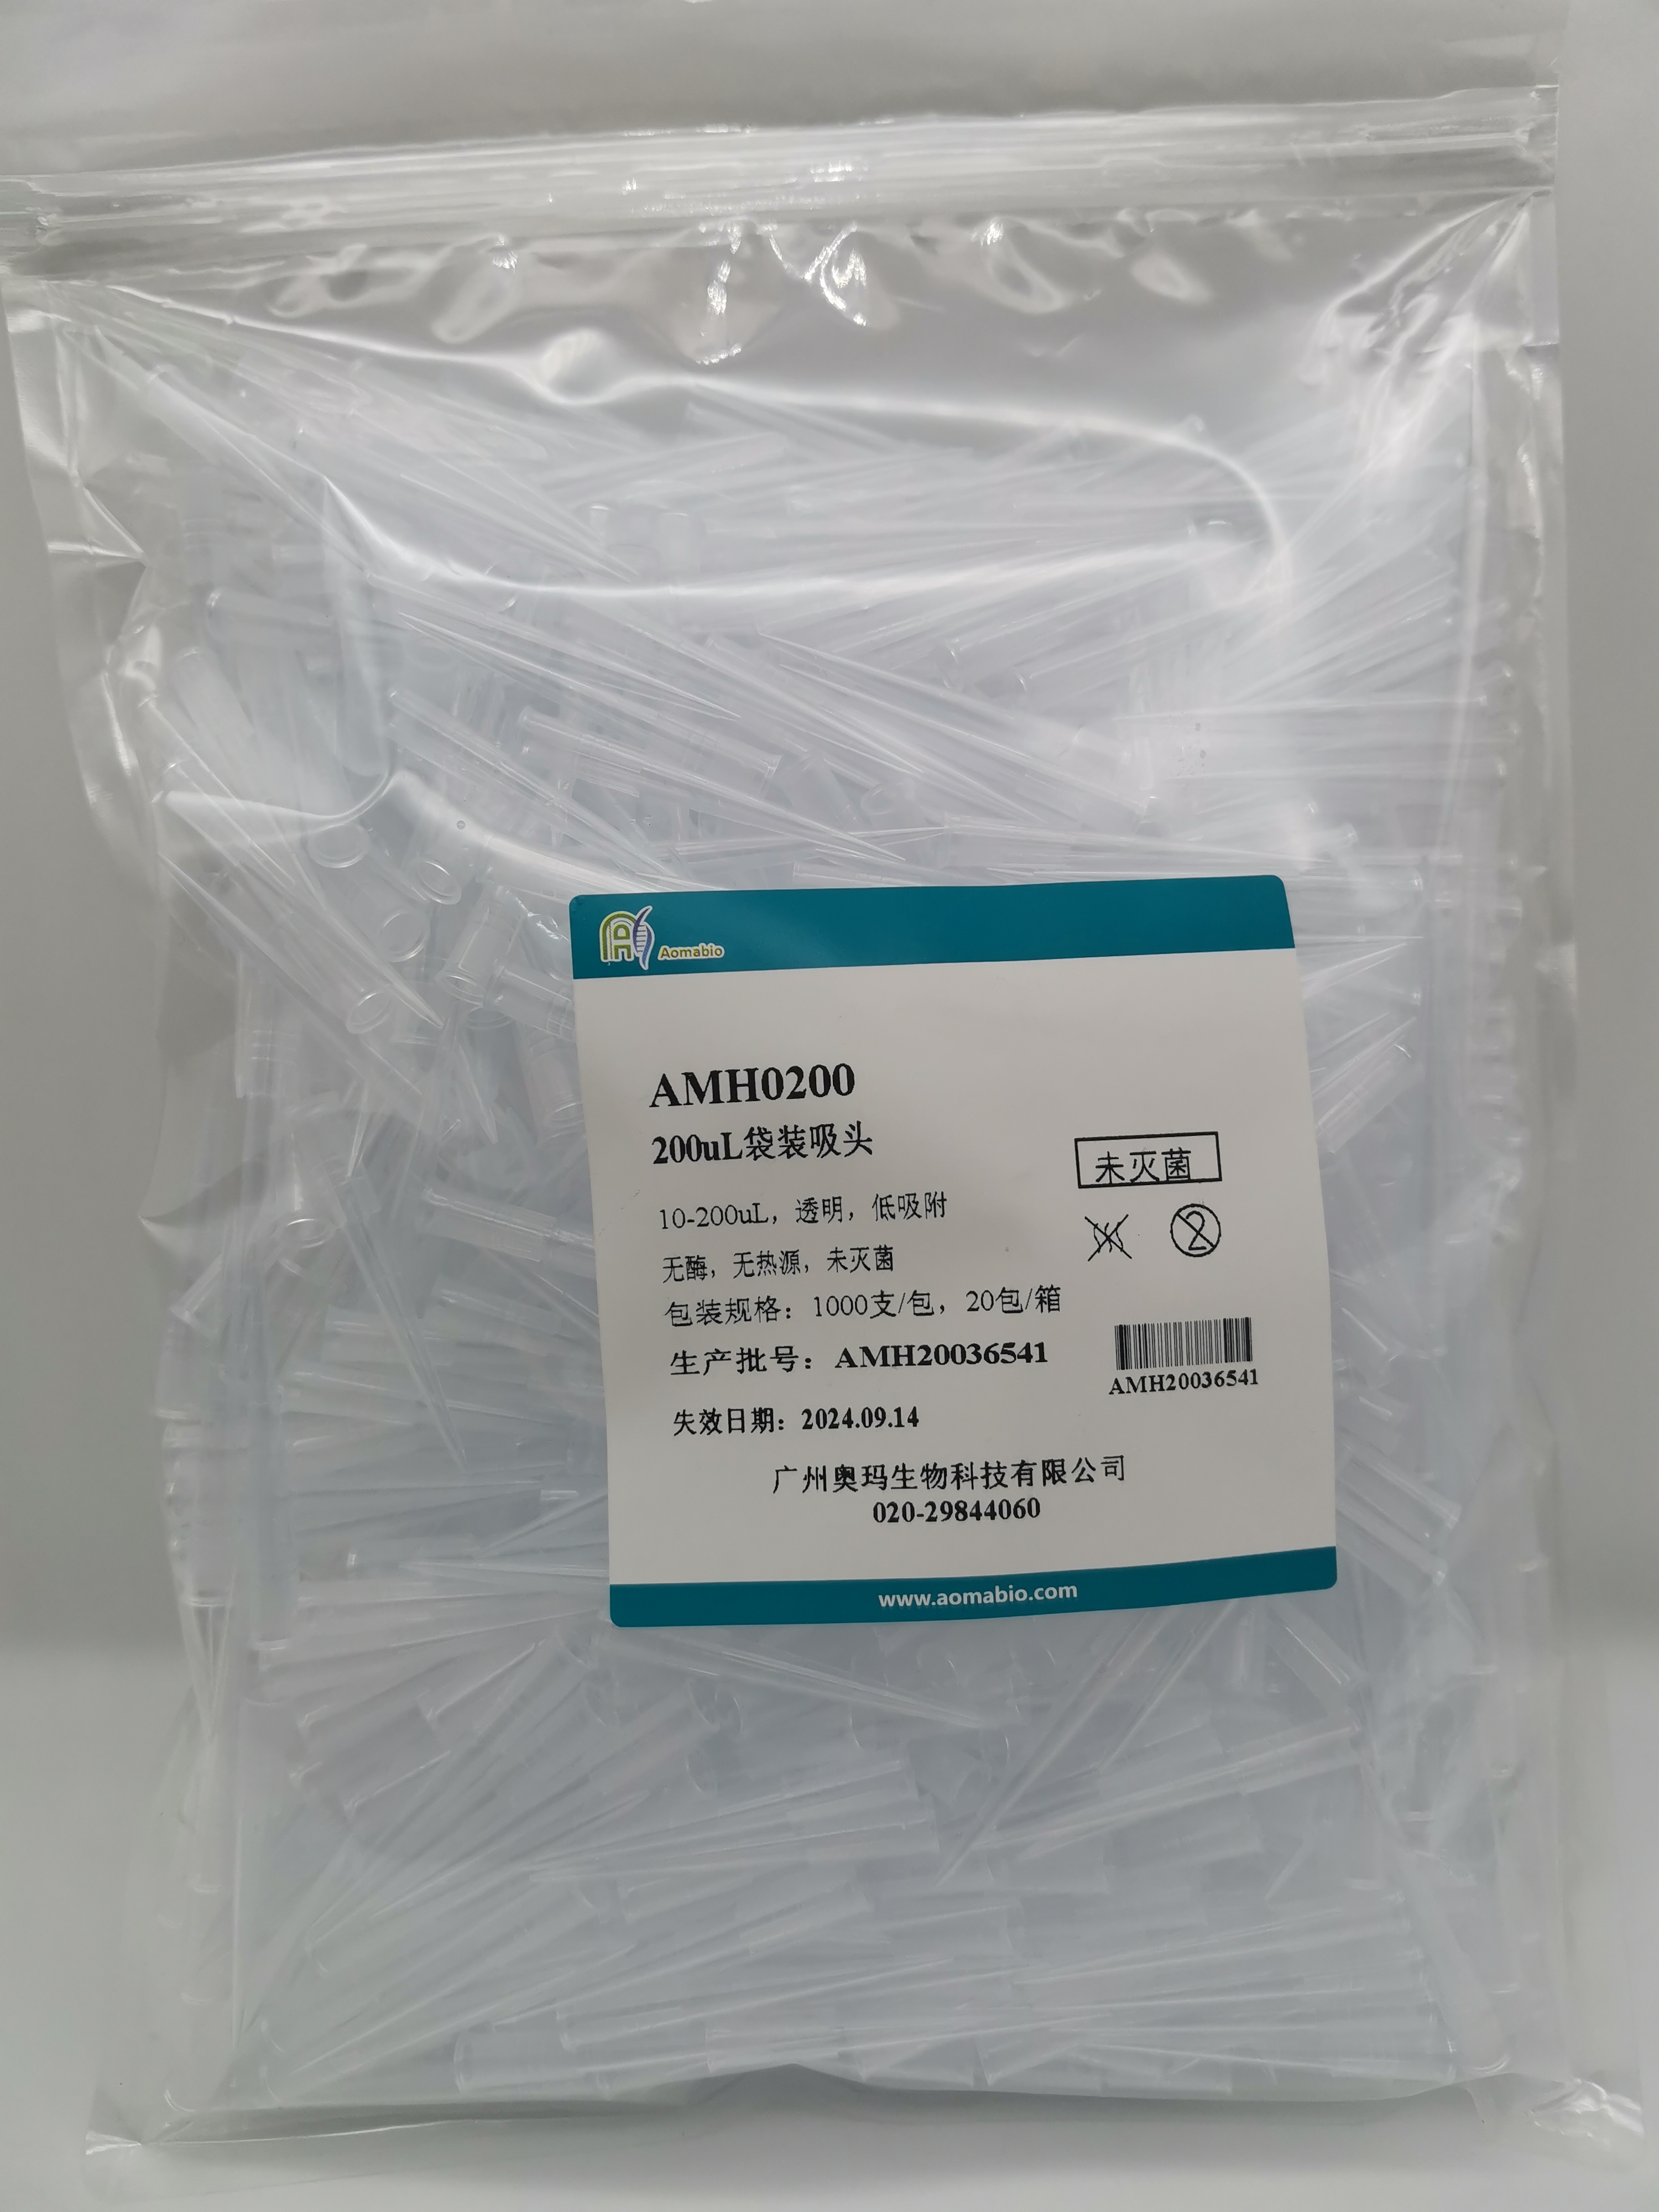 Aomabio
AMH0200
200uL袋装吸头
未灭菌
10-200uL，透明，低吸附
无酶，无热源，未灭菌
包装规格：1000支/包，20包/箱
生产批号：AMH20036541
AMH20036541
失效日期：2024.09.14
广州奥玛生物科技有限公司
020-29844060
www.aomabio.com